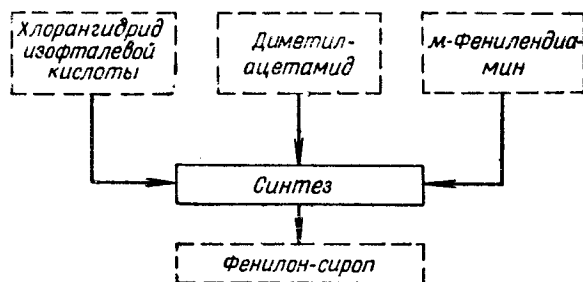 Хлорангидрид
изофталевой
кислоты
Диметил-
ацетамид
м-Фенилендиа-
мин
Синтез
Фенилон-сироп